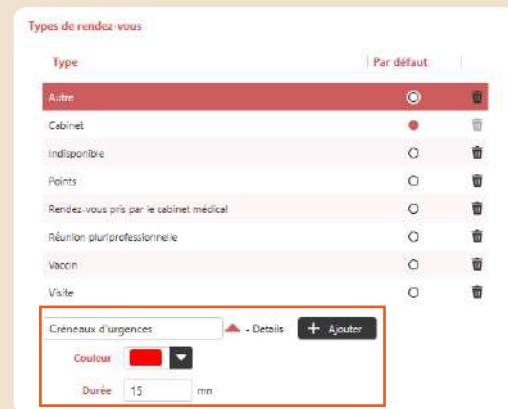 Types de rendez-vous
Type Par défaut
Autre
Cabinet
Indisponible
Points
Rendez-vous pris par le cabinet médical
Réunion pluriprofessionnelle
Vaccin
Visite
Créneaux d'urgences - Details + Ajouter
Couleur
Durée 15 mn